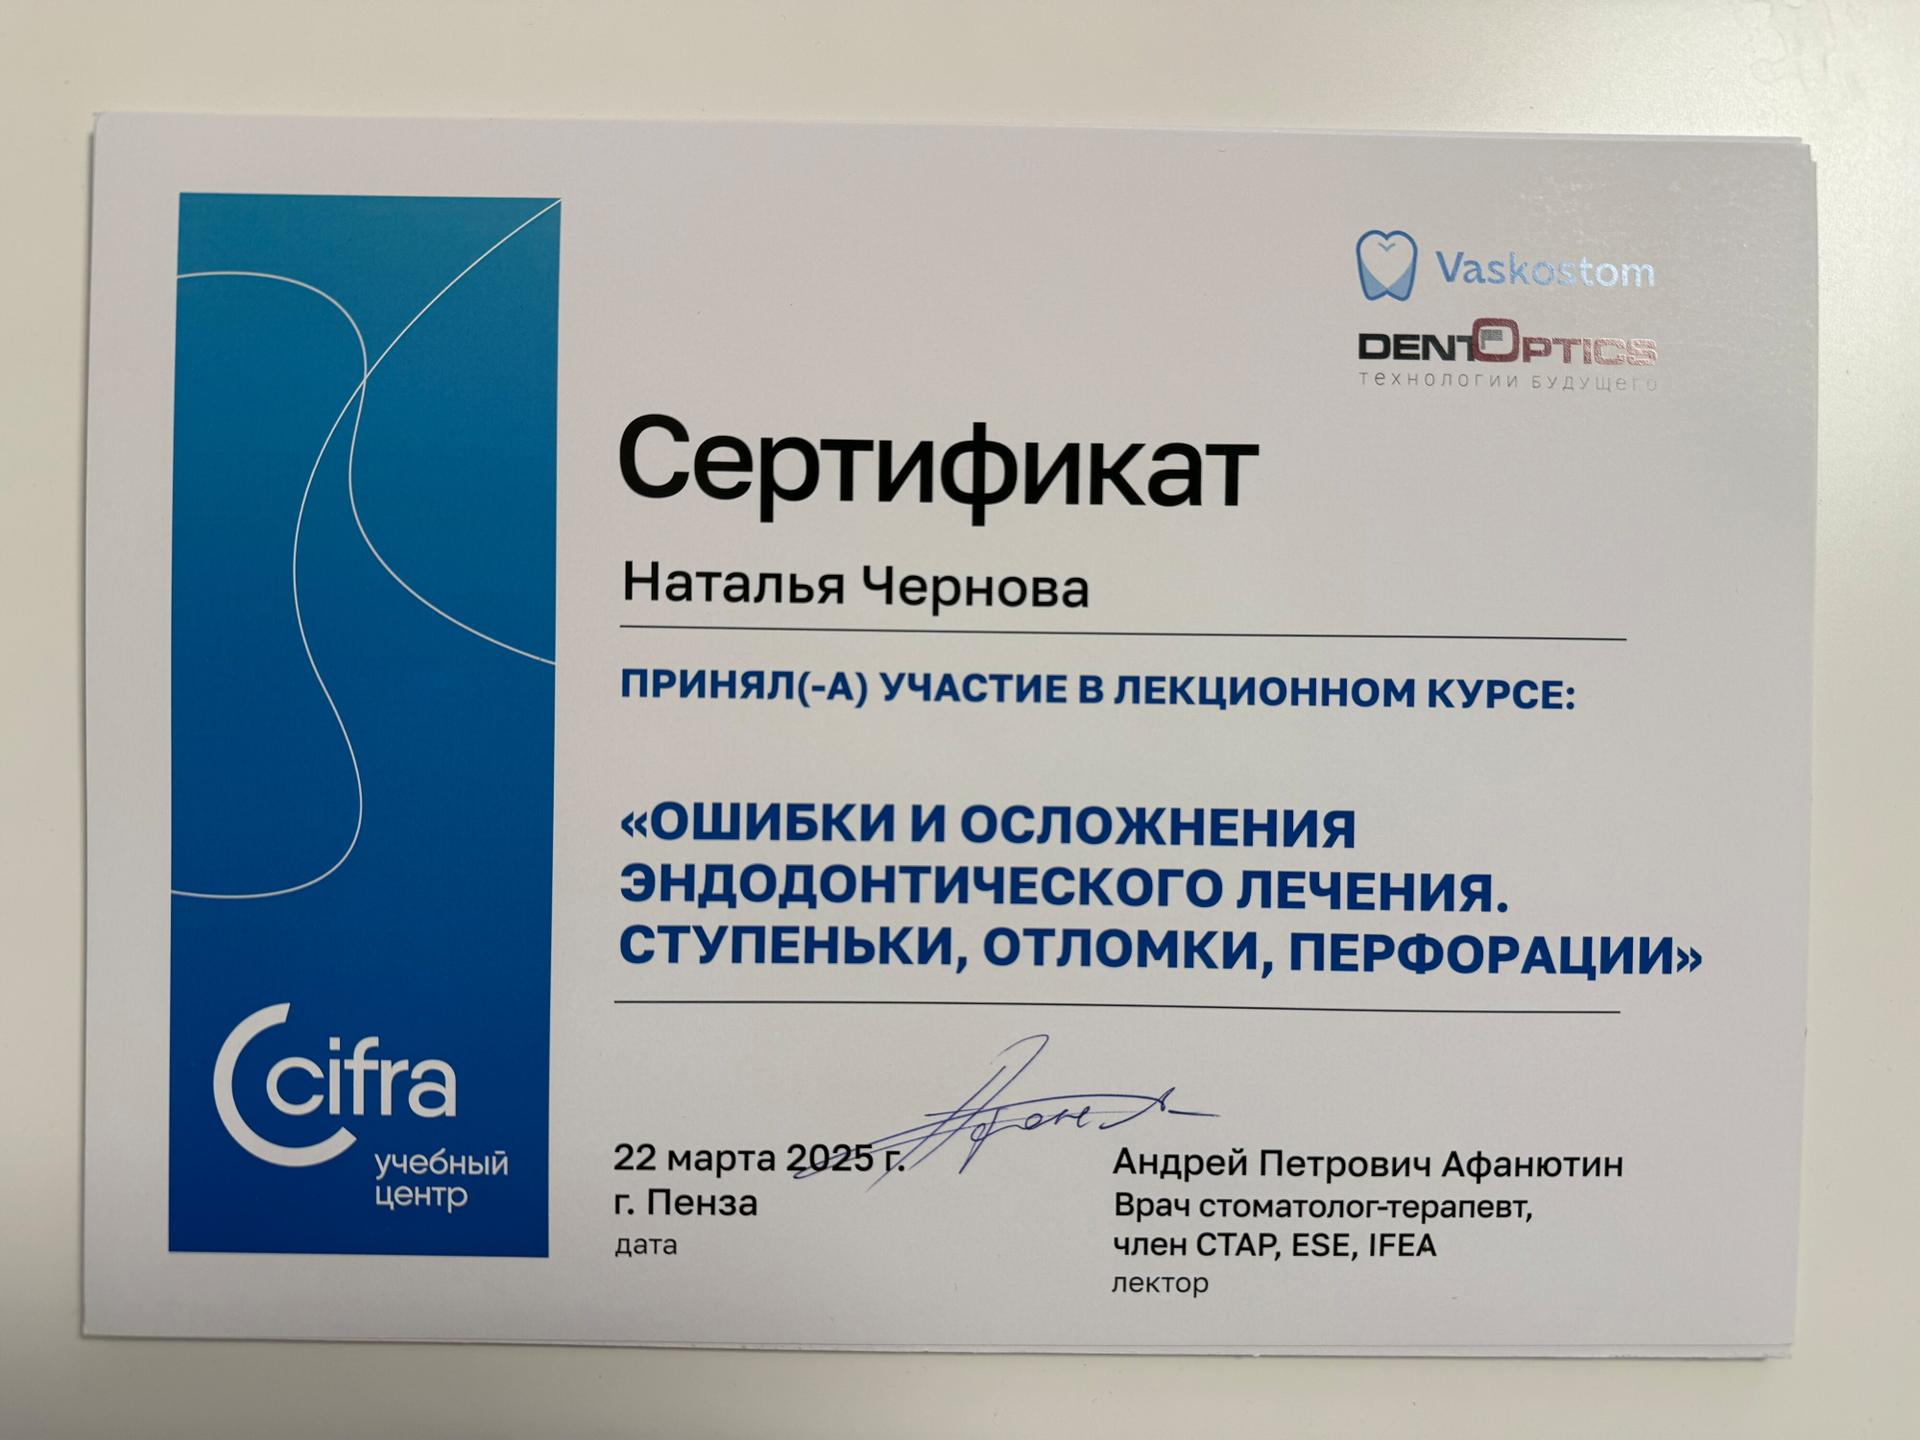 Vaskostom
DENTOPTICS
технологии будущего
Сертификат
Наталья Чернова
ПРИНЯЛ(-А) УЧАСТИЕ В ЛЕКЦИОННОМ КУРСЕ:
«ОШИБКИ И ОСЛОЖНЕНИЯ
ЭНДОДОНТИЧЕСКОГО ЛЕЧЕНИЯ.
СТУПЕНЬКИ, ОТЛОМКИ, ПЕРФОРАЦИИ»
cifra
учебный
центр
22 марта 2025 г.
г. Пенза
дата
Андрей Петрович Афанютин
Врач стоматолог-терапевт,
член СТАР, ESE, IFEA
лектор